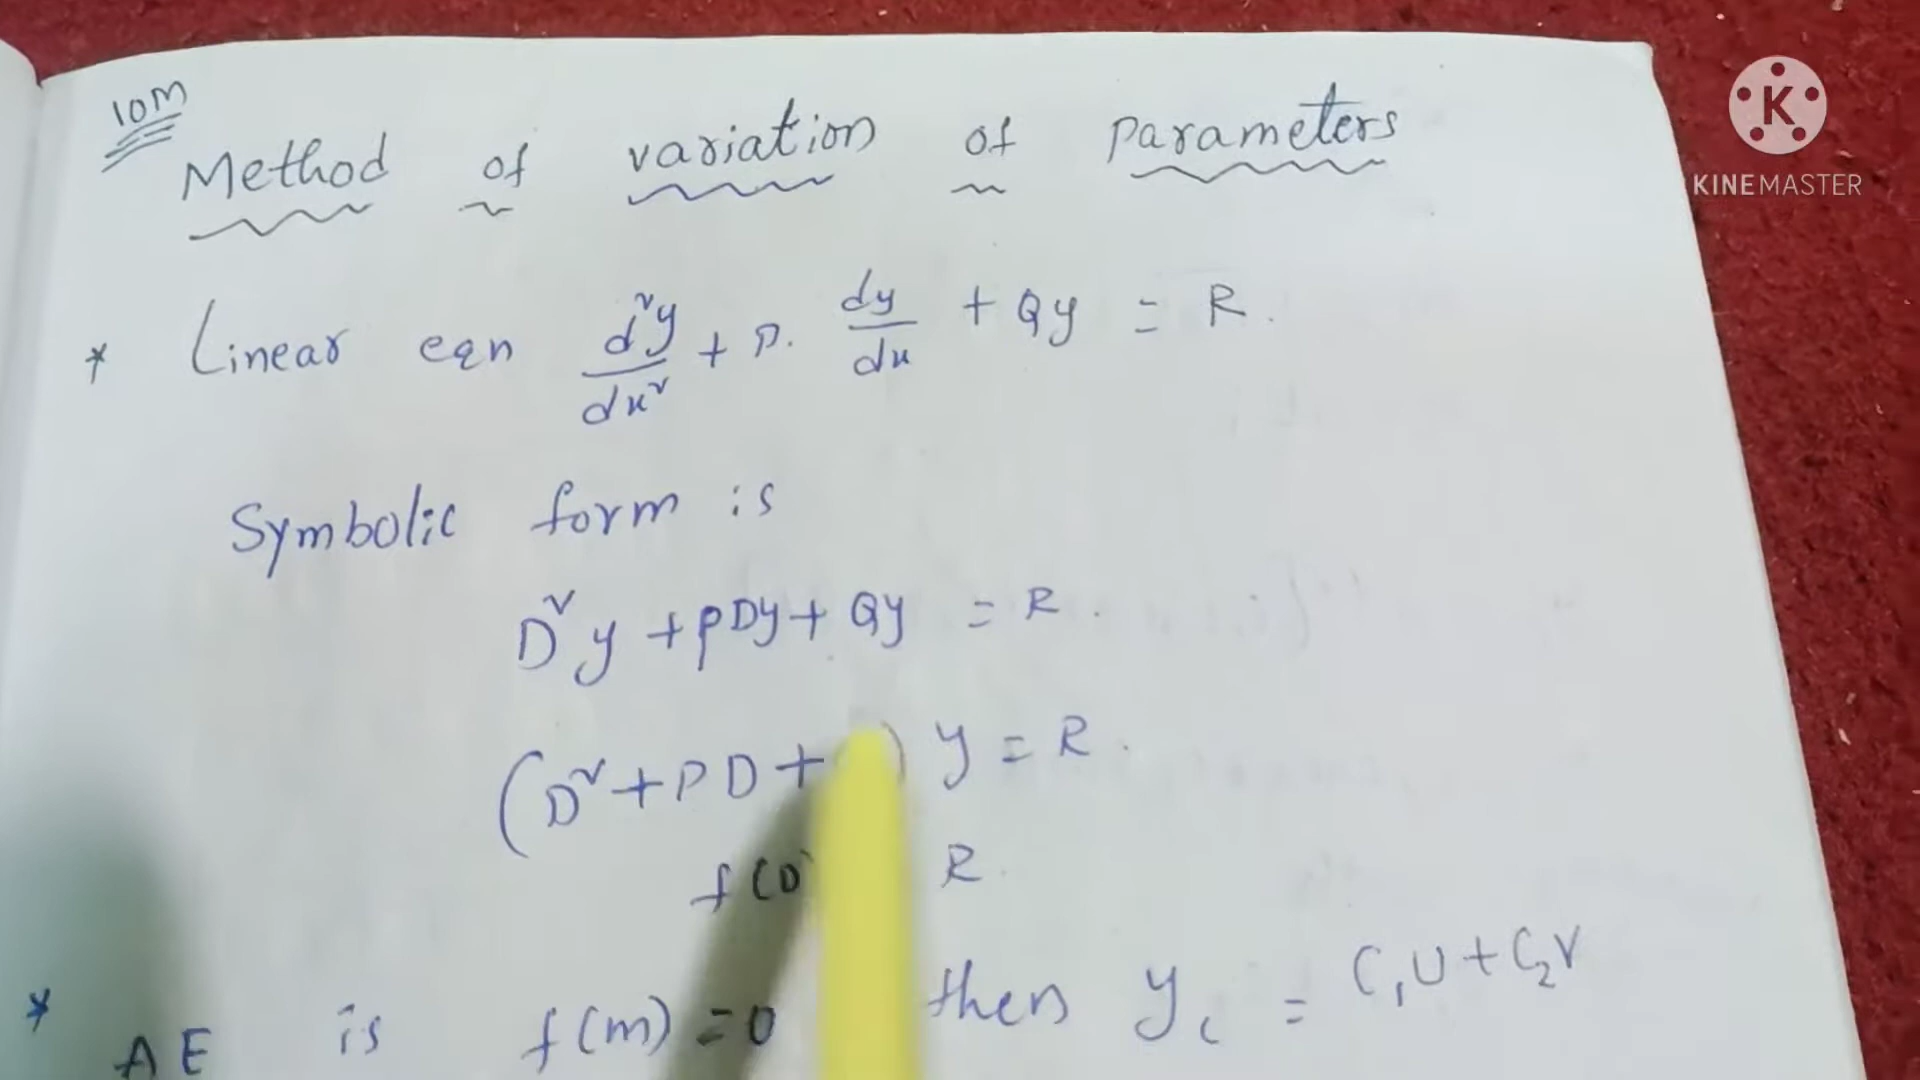 10M
Method of variation of parameters
* Linear eqn d²y/dx² + P. dy/dx + Qy = R.
Symbolic form is
D²y + PDy + Qy = R.
(D² + PD + ) y = R.
f(D) R.
* AE is f(m) = 0 then yc = C₁U + C₂V
K
KINEMASTER